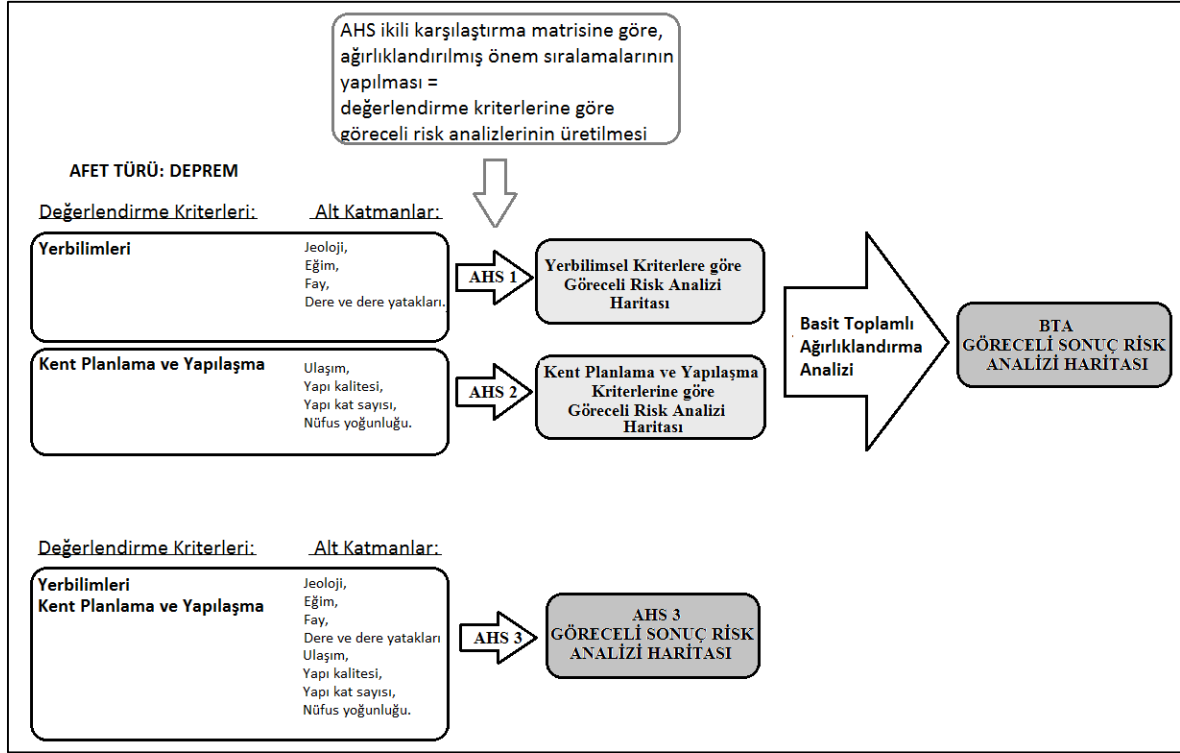 AHS ikili karşılaştırma matrisine göre,
ağırlıklandırılmış önem sıralamalarının
yapılması =
değerlendirme kriterlerine göre
göreceli risk analizlerinin üretilmesi
AFET TÜRÜ: DEPREM
Değerlendirme Kriterleri:
Alt Katmanlar:
Yerbilimleri
Jeoloji,
Eğim,
Fay,
Dere ve dere yatakları.
AHS 1
Yerbilimsel Kriterlere göre
Göreceli Risk Analizi
Haritası
Kent Planlama ve Yapılaşma
Ulaşım,
Yapı kalitesi,
Yapı kat sayısı,
Nüfus yoğunluğu.
AHS 2
Kent Planlama ve Yapılaşma
Kriterlerine göre
Göreceli Risk Analizi
Haritası
Basit Toplamlı
Ağırlıklandırma
Analizi
BTA
GÖRECELİ SONUÇ RİSK
ANALİZİ HARİTASI
Değerlendirme Kriterleri:
Alt Katmanlar:
Yerbilimleri
Kent Planlama ve Yapılaşma
Jeoloji,
Eğim,
Fay,
Dere ve dere yatakları
Ulaşım,
Yapı kalitesi,
Yapı kat sayısı,
Nüfus yoğunluğu.
AHS 3
AHS 3
GÖRECELİ SONUÇ RİSK
ANALİZİ HARİTASI